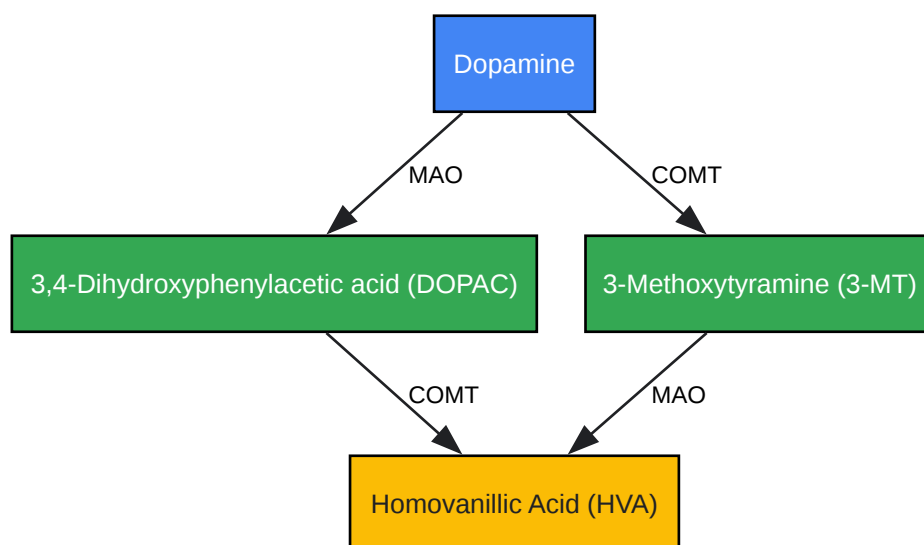 Dopamine
MAO
COMT
3,4-Dihydroxyphenylacetic acid (DOPAC)
3-Methoxytyramine (3-MT)
COMT
MAO
Homovanillic Acid (HVA)